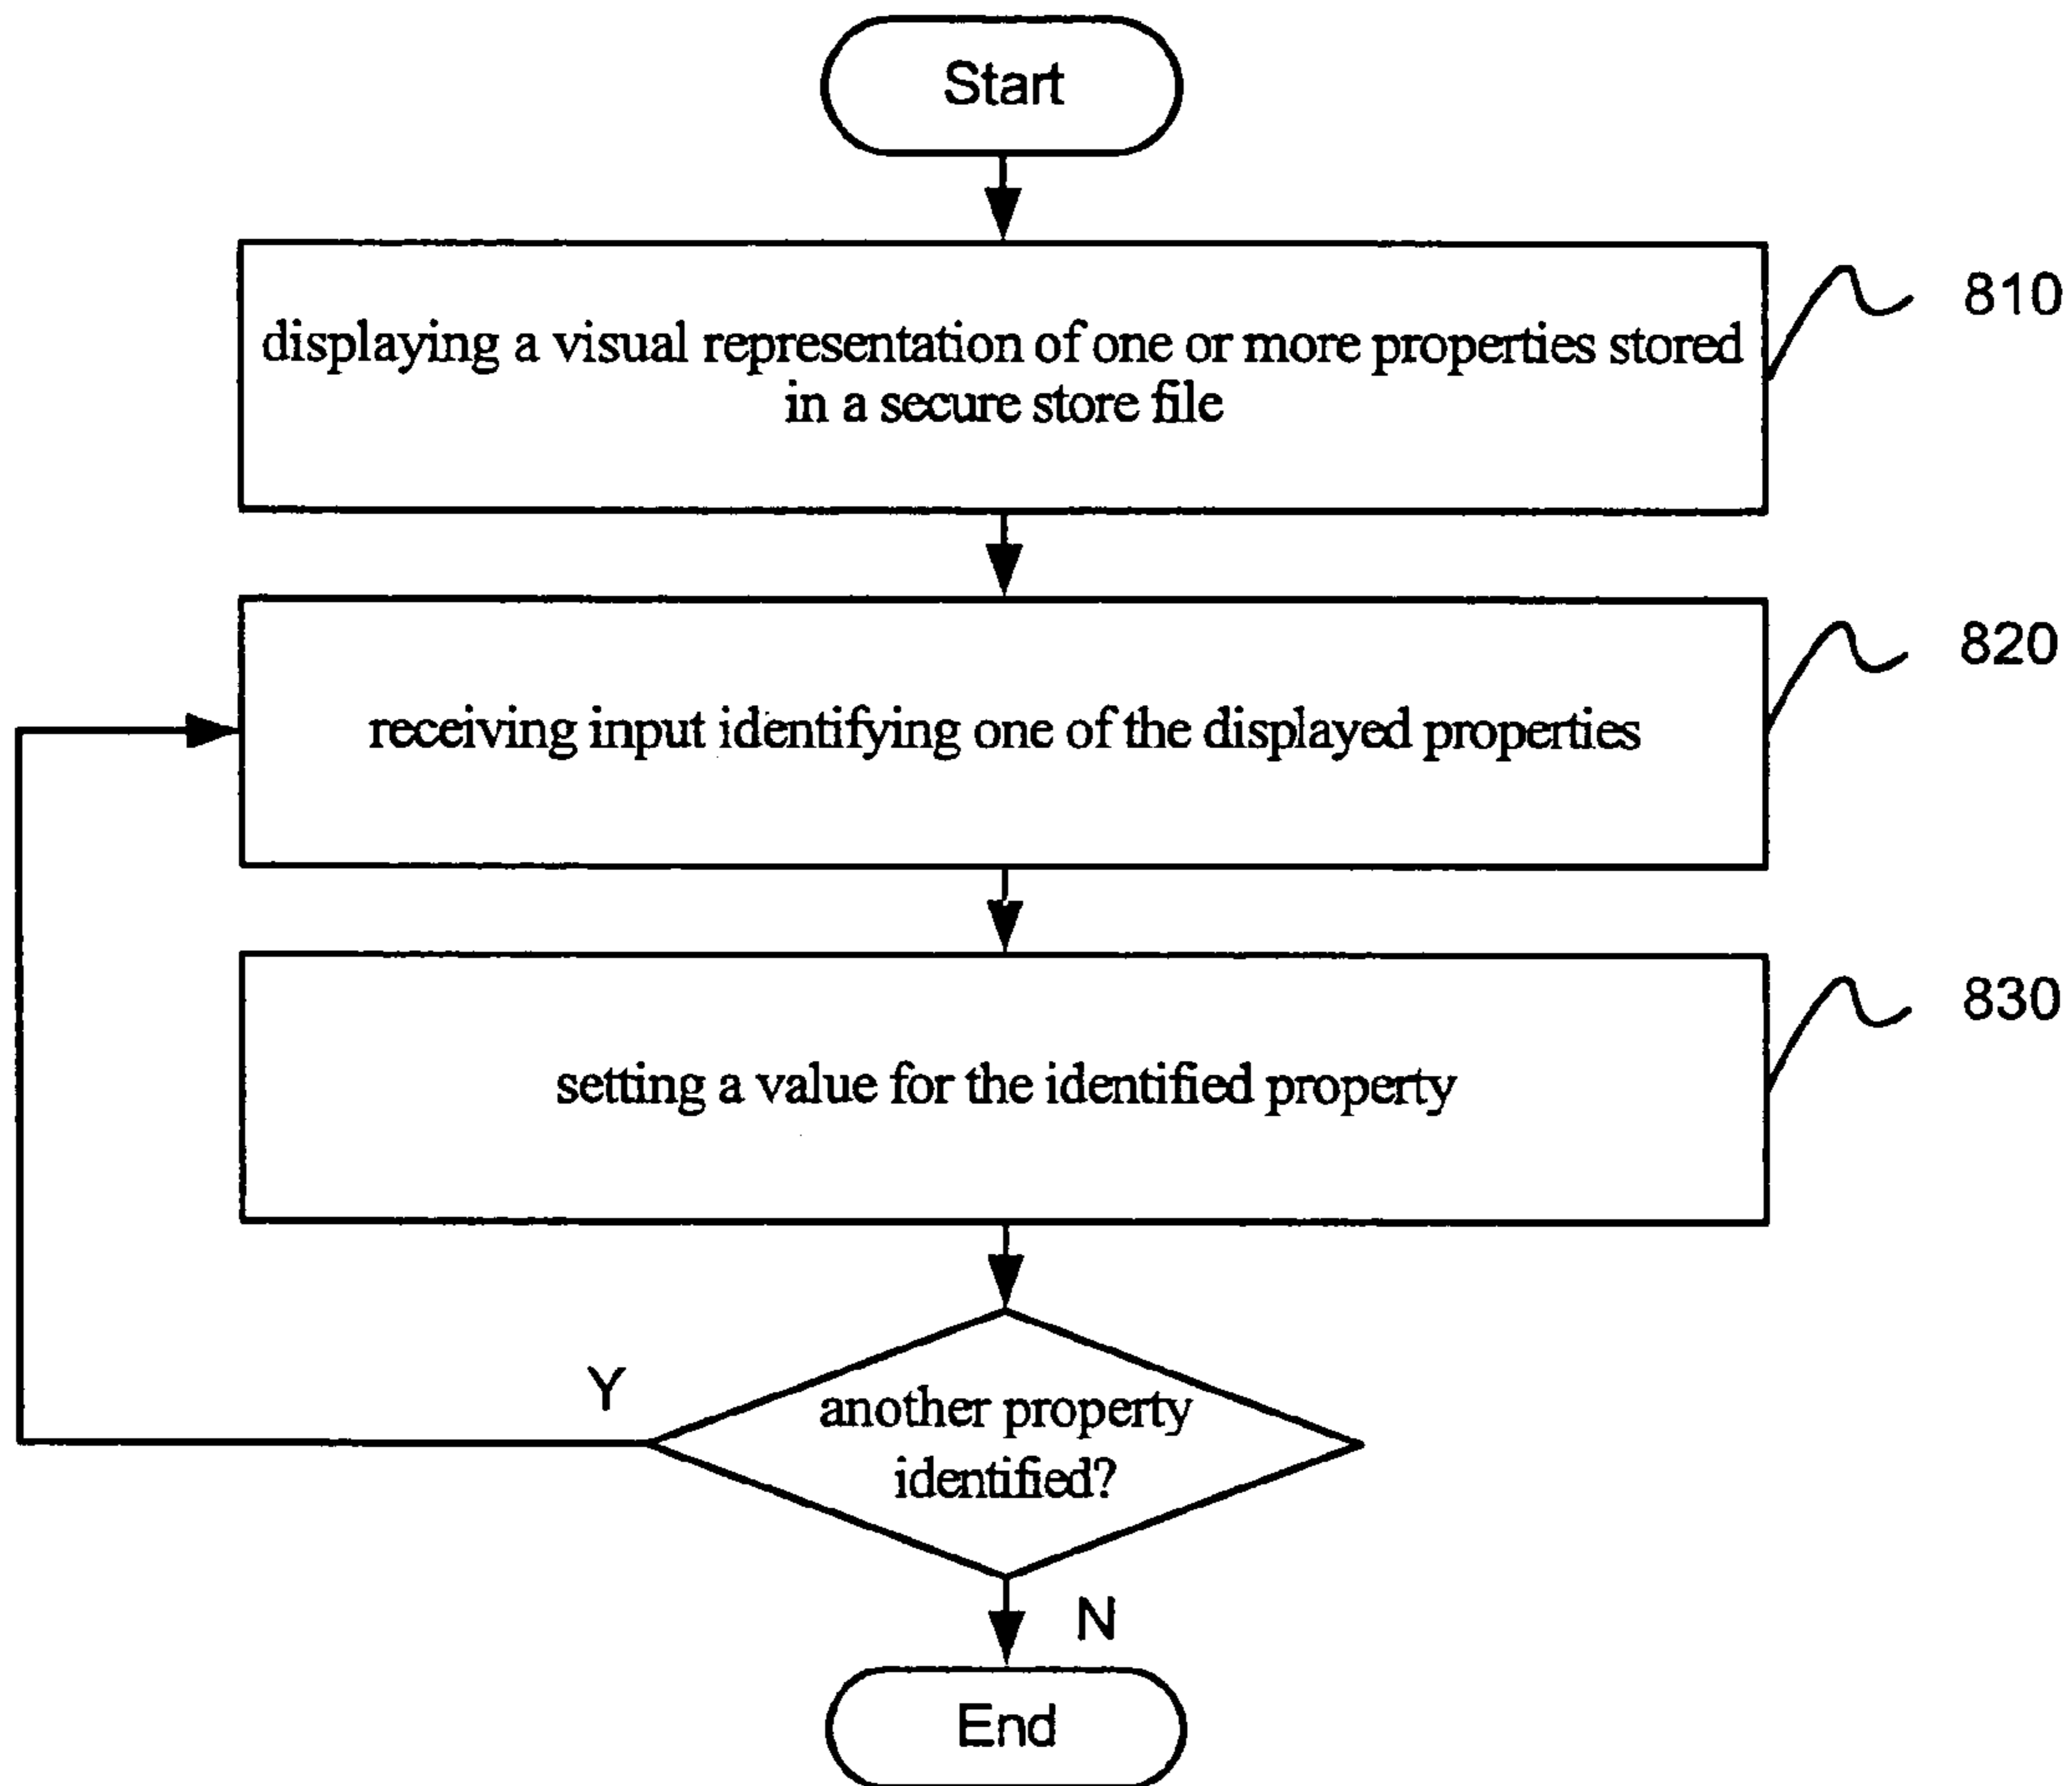 Start
displaying a visual representation of one or more properties stored
in a secure store file
810
receiving input identifying one of the displayed properties
820
setting a value for the identified property
830
another property
identified?
Y
N
End